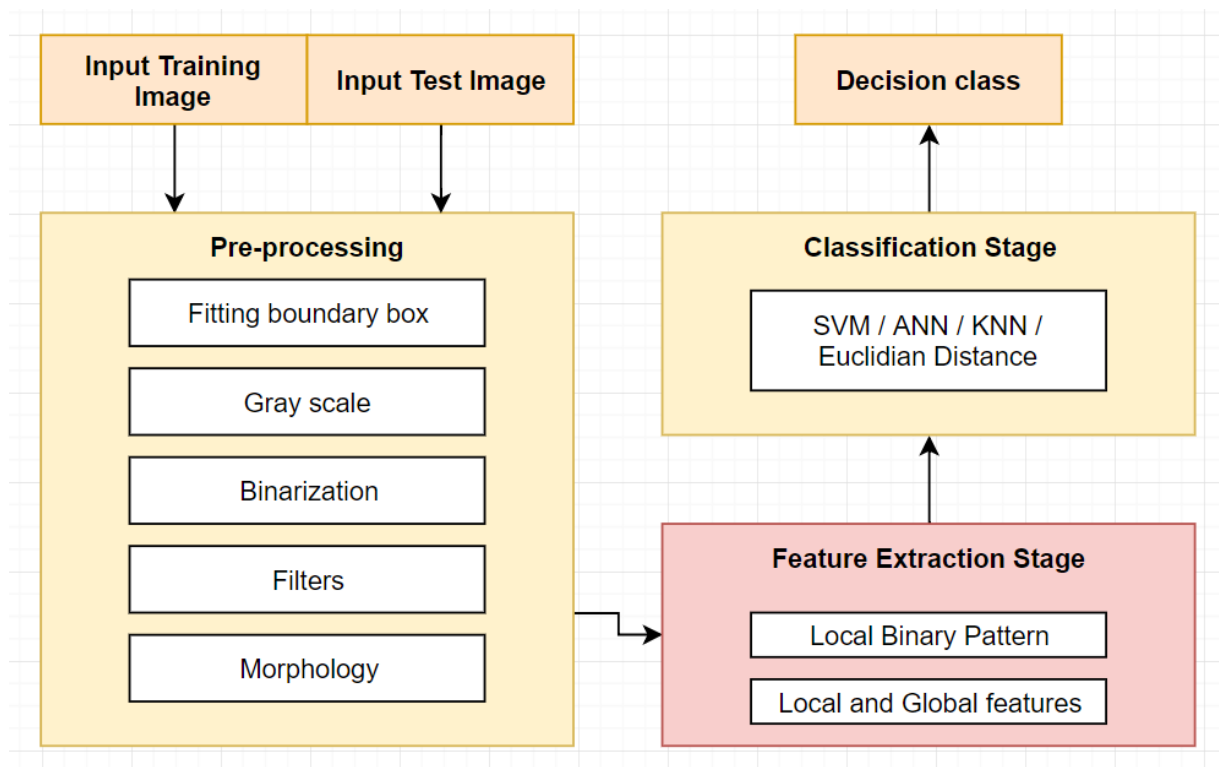 Input Training
Image
Input Test Image
Pre-processing
Fitting boundary box
Gray scale
Binarization
Filters
Morphology
Feature Extraction Stage
Local Binary Pattern
Local and Global features
Classification Stage
SVM / ANN / KNN /
Euclidian Distance
Decision class